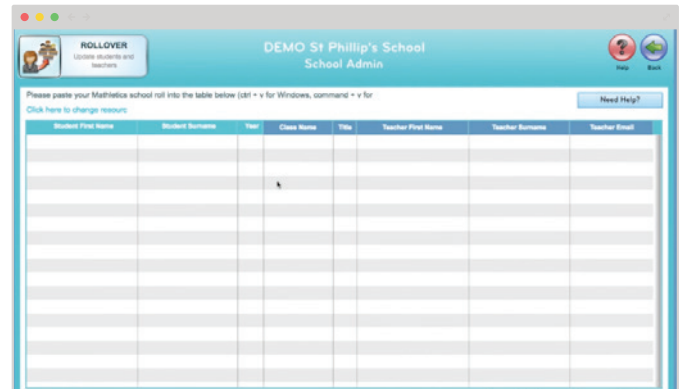 ROLLOVER
Update students and
teachers
DEMO St Phillip's School
School Admin
Help
Back
Please paste your Mathletics school roll into the table below (ctrl + v for Windows, command + v for
Click here to change resourc
Need Help?
Student First Name Student Surname Year Class Name Title Teacher First Name Teacher Surname Teacher Email